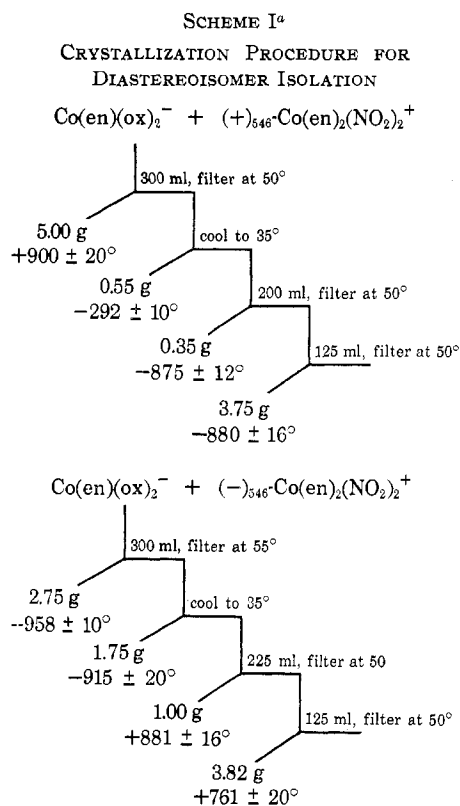 SCHEME Iᵃ
CRYSTALLIZATION PROCEDURE FOR
DIASTEREOISOMER ISOLATION
Co(en)(ox)₂⁻ + (+)₅₄₆-Co(en)₂(NO₂)₂⁺
300 ml, filter at 50°
5.00 g
+900 ± 20°
cool to 35°
0.55 g
−292 ± 10°
200 ml, filter at 50°
0.35 g
−875 ± 12°
125 ml, filter at 50°
3.75 g
−880 ± 16°
Co(en)(ox)₂⁻ + (−)₅₄₆-Co(en)₂(NO₂)₂⁺
300 ml, filter at 55°
2.75 g
--958 ± 10°
cool to 35°
1.75 g
−915 ± 20°
225 ml, filter at 50
1.00 g
+881 ± 16°
125 ml, filter at 50°
3.82 g
+761 ± 20°